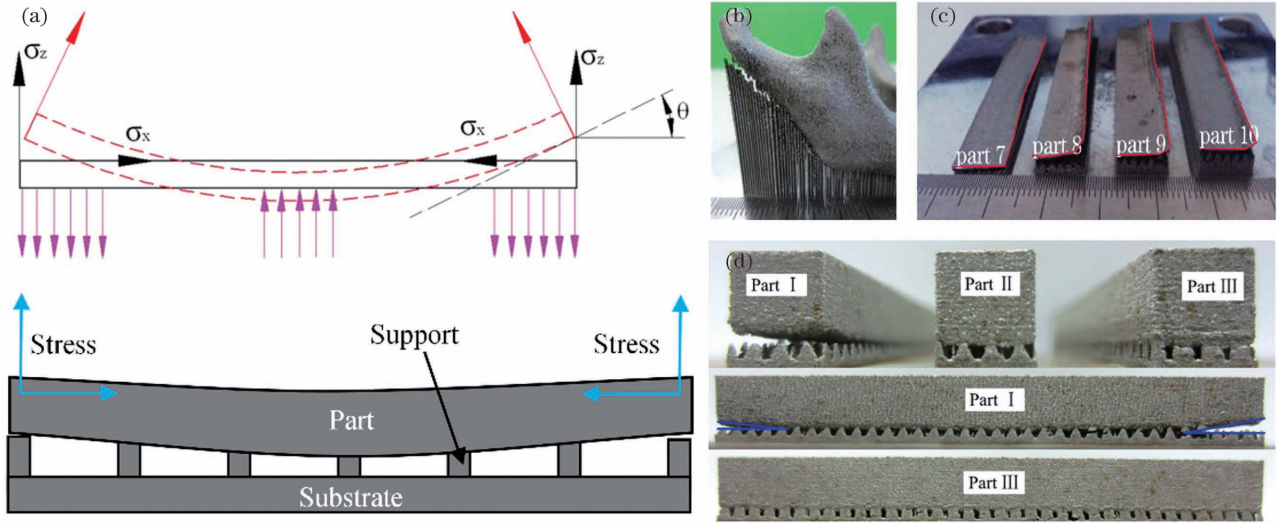 (a)
σz
σz
θ
σx
σx
Stress
Support
Stress
Part
Substrate
(b)
(c)
part 7
part 8
part 9
part 10
(d)
Part Ⅰ
Part Ⅱ
Part Ⅲ
Part Ⅰ
Part Ⅲ